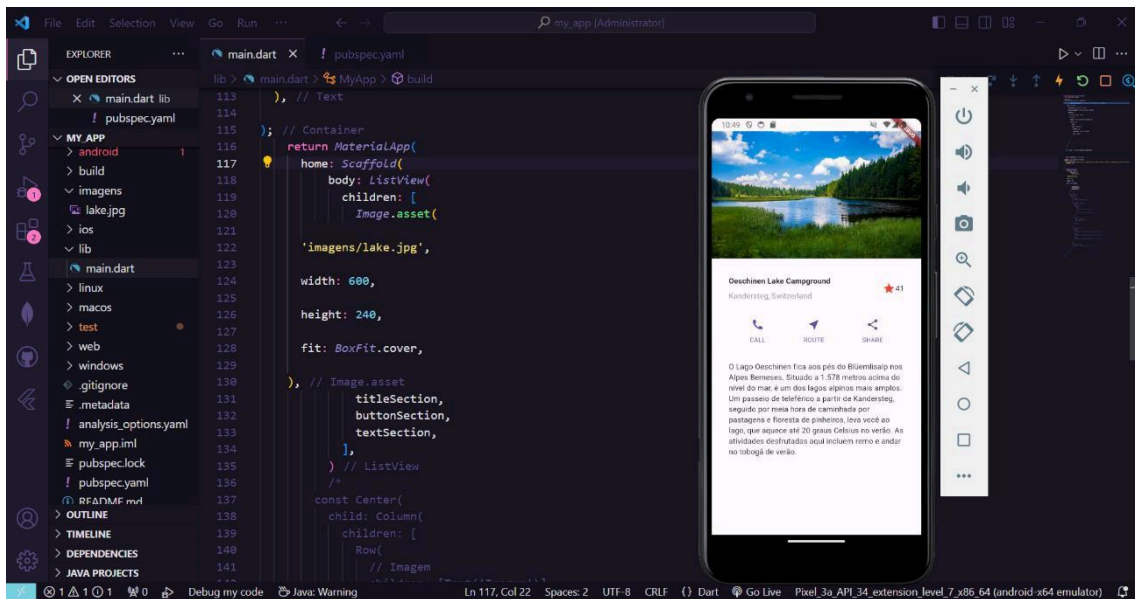 File Edit Selection View Go Run ··· my_app [Administrator]
EXPLORER ···
OPEN EDITORS
main.dart lib
pubspec.yaml
MY_APP
android 1
build
imagens
lake.jpg
ios
lib
main.dart
linux
macos
test
web
windows
.gitignore
.metadata
analysis_options.yaml
my_app.iml
pubspec.lock
pubspec.yaml
README.md
OUTLINE
TIMELINE
DEPENDENCIES
JAVA PROJECTS
1
2
main.dart pubspec.yaml
lib > main.dart > MyApp > build
113 ), // Text
114
115 ); // Container
116 return MaterialApp(
117 home: Scaffold(
118 body: ListView(
119 children: [
120 Image.asset(
121
122 'imagens/lake.jpg',
123
124 width: 600,
125
126 height: 240,
127
128 fit: BoxFit.cover,
129
130 ), // Image.asset
131 titleSection,
132 buttonSection,
133 textSection,
134 ],
135 ) // ListView
136 /*
137 const Center(
138 child: Column(
139 children: [
140 Row(
141 // Imagem
10:49
Oeschinen Lake Campground
Kandersteg, Switzerland
41
CALL ROUTE SHARE
O Lago Oeschinen fica aos pés do Blüemlisalp nos
Alpes Berneses. Situado a 1.578 metros acima do
nível do mar, é um dos lagos alpinos mais amplos.
Um passeio de teleférico a partir de Kandersteg,
seguido por meia hora de caminhada por
pastagens e floresta de pinheiros, leva você ao
lago, que aquece até 20 graus Celsius no verão. As
atividades desfrutadas aqui incluem remo e andar
no tobogã de verão.
1 1 1 0 Debug my code Java: Warning Ln 117, Col 22 Spaces: 2 UTF-8 CRLF {} Dart Go Live Pixel_3a_API_34_extension_level_7_x86_64 (android-x64 emulator)